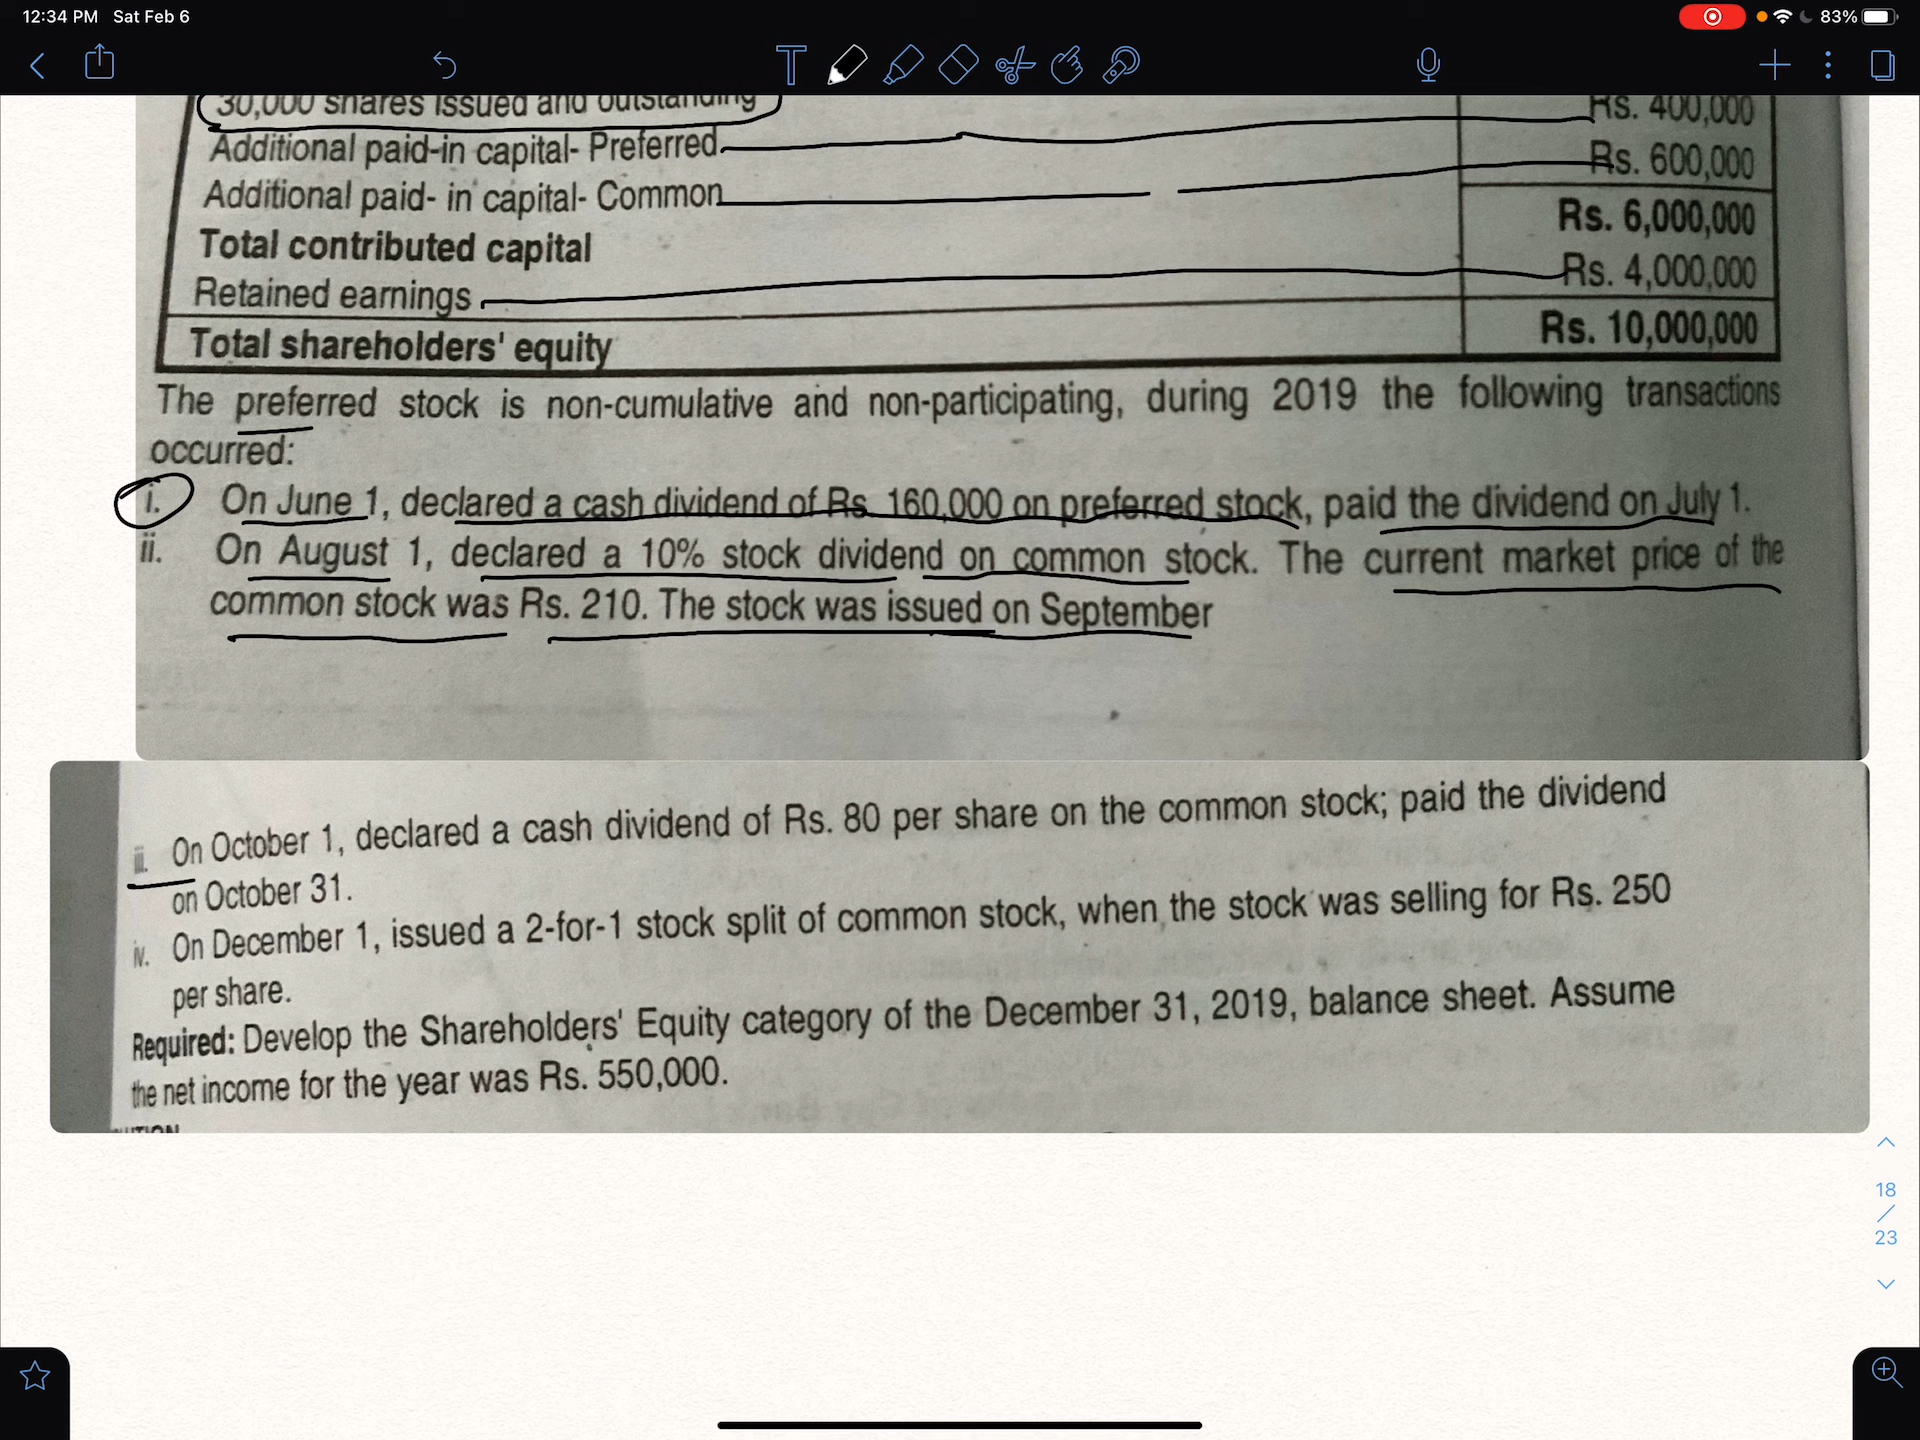 12:34 PM Sat Feb 6
83%
30,000 shares issued and outstanding
Rs. 400,000
Additional paid-in capital- Preferred
Rs. 600,000
Additional paid- in capital- Common
Rs. 6,000,000
Total contributed capital
Rs. 4,000,000
Retained earnings
Rs. 10,000,000
Total shareholders' equity
The preferred stock is non-cumulative and non-participating, during 2019 the following transactions
occurred:
i. On June 1, declared a cash dividend of Rs. 160,000 on preferred stock, paid the dividend on July 1.
ii. On August 1, declared a 10% stock dividend on common stock. The current market price of the
common stock was Rs. 210. The stock was issued on September
iii. On October 1, declared a cash dividend of Rs. 80 per share on the common stock; paid the dividend
on October 31.
iv. On December 1, issued a 2-for-1 stock split of common stock, when the stock was selling for Rs. 250
per share.
Required: Develop the Shareholders' Equity category of the December 31, 2019, balance sheet. Assume
the net income for the year was Rs. 550,000.
18
23